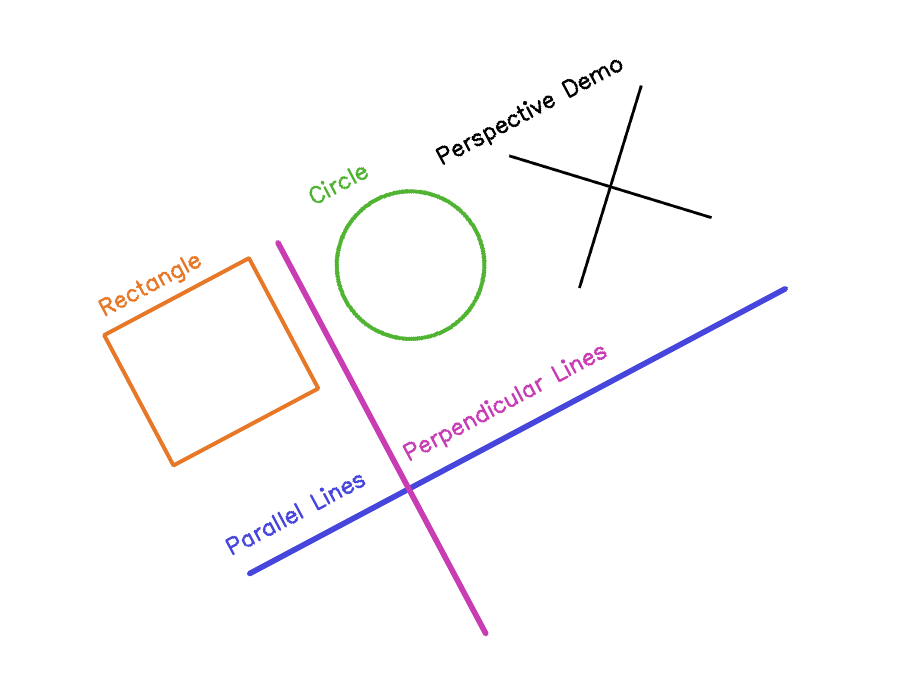 Perspective Demo
Circle
Rectangle
Perpendicular Lines
Parallel Lines